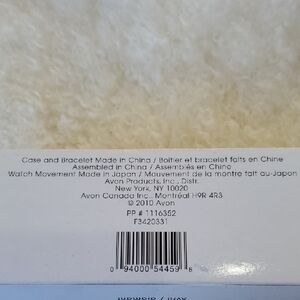 Case and Bracelet Made in China / Boîtier et bracelet faits en Chine
Assembled in China / Assemblés en Chine
Watch Movement Made in Japan / Mouvement de la montre fait au Japon
Avon Products, Inc., Distr.
New York, NY 10020
Avon Canada Inc., Montréal H9R 4R3
© 2010 Avon
PP # 1116352
F3420331
0 94000 54459 8